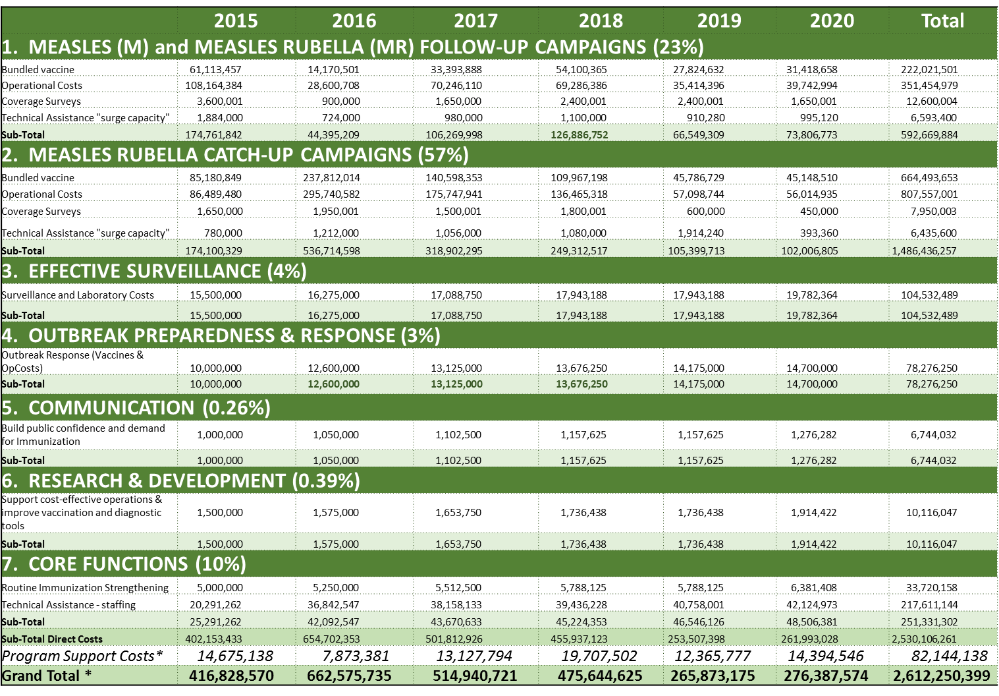 2015 2016 2017 2018 2019 2020 Total
1. MEASLES (M) and MEASLES RUBELLA (MR) FOLLOW-UP CAMPAIGNS (23%)
Bundled vaccine 61,113,457 14,170,501 33,393,888 54,100,365 27,824,632 31,418,658 222,021,501
Operational Costs 108,164,384 28,600,708 70,246,110 69,286,386 35,414,396 39,742,994 351,454,979
Coverage Surveys 3,600,001 900,000 1,650,000 2,400,001 2,400,001 1,650,001 12,600,004
Technical Assistance "surge capacity" 1,884,000 724,000 980,000 1,100,000 910,280 995,120 6,593,400
Sub-Total 174,761,842 44,395,209 106,269,998 126,886,752 66,549,309 73,806,773 592,669,884
2. MEASLES RUBELLA CATCH-UP CAMPAIGNS (57%)
Bundled vaccine 85,180,849 237,812,014 140,598,353 109,967,198 45,786,729 45,148,510 664,493,653
Operational Costs 86,489,480 295,740,582 175,747,941 136,465,318 57,098,744 56,014,935 807,557,001
Coverage Surveys 1,650,000 1,950,001 1,500,001 1,800,001 600,000 450,000 7,950,003
Technical Assistance "surge capacity" 780,000 1,212,000 1,056,000 1,080,000 1,914,240 393,360 6,435,600
Sub-Total 174,100,329 536,714,598 318,902,295 249,312,517 105,399,713 102,006,805 1,486,436,257
3. EFFECTIVE SURVEILLANCE (4%)
Surveillance and Laboratory Costs 15,500,000 16,275,000 17,088,750 17,943,188 17,943,188 19,782,364 104,532,489
Sub-Total 15,500,000 16,275,000 17,088,750 17,943,188 17,943,188 19,782,364 104,532,489
4. OUTBREAK PREPAREDNESS & RESPONSE (3%)
Outbreak Response (Vaccines &
OpCosts) 10,000,000 12,600,000 13,125,000 13,676,250 14,175,000 14,700,000 78,276,250
Sub-Total 10,000,000 12,600,000 13,125,000 13,676,250 14,175,000 14,700,000 78,276,250
5. COMMUNICATION (0.26%)
Build public confidence and demand
for Immunization 1,000,000 1,050,000 1,102,500 1,157,625 1,157,625 1,276,282 6,744,032
Sub-Total 1,000,000 1,050,000 1,102,500 1,157,625 1,157,625 1,276,282 6,744,032
6. RESEARCH & DEVELOPMENT (0.39%)
Support cost-effective operations &
improve vaccination and diagnostic 1,500,000 1,575,000 1,653,750 1,736,438 1,736,438 1,914,422 10,116,047
tools
Sub-Total 1,500,000 1,575,000 1,653,750 1,736,438 1,736,438 1,914,422 10,116,047
7. CORE FUNCTIONS (10%)
Routine Immunization Strengthening 5,000,000 5,250,000 5,512,500 5,788,125 5,788,125 6,381,408 33,720,158
Technical Assistance - staffing 20,291,262 36,842,547 38,158,133 39,436,228 40,758,001 42,124,973 217,611,144
Sub-Total 25,291,262 42,092,547 43,670,633 45,224,353 46,546,126 48,506,381 251,331,302
Sub-Total Direct Costs 402,153,433 654,702,353 501,812,926 455,937,123 253,507,398 261,993,028 2,530,106,261
Program Support Costs* 14,675,138 7,873,381 13,127,794 19,707,502 12,365,777 14,394,546 82,144,138
Grand Total * 416,828,570 662,575,735 514,940,721 475,644,625 265,873,175 276,387,574 2,612,250,399